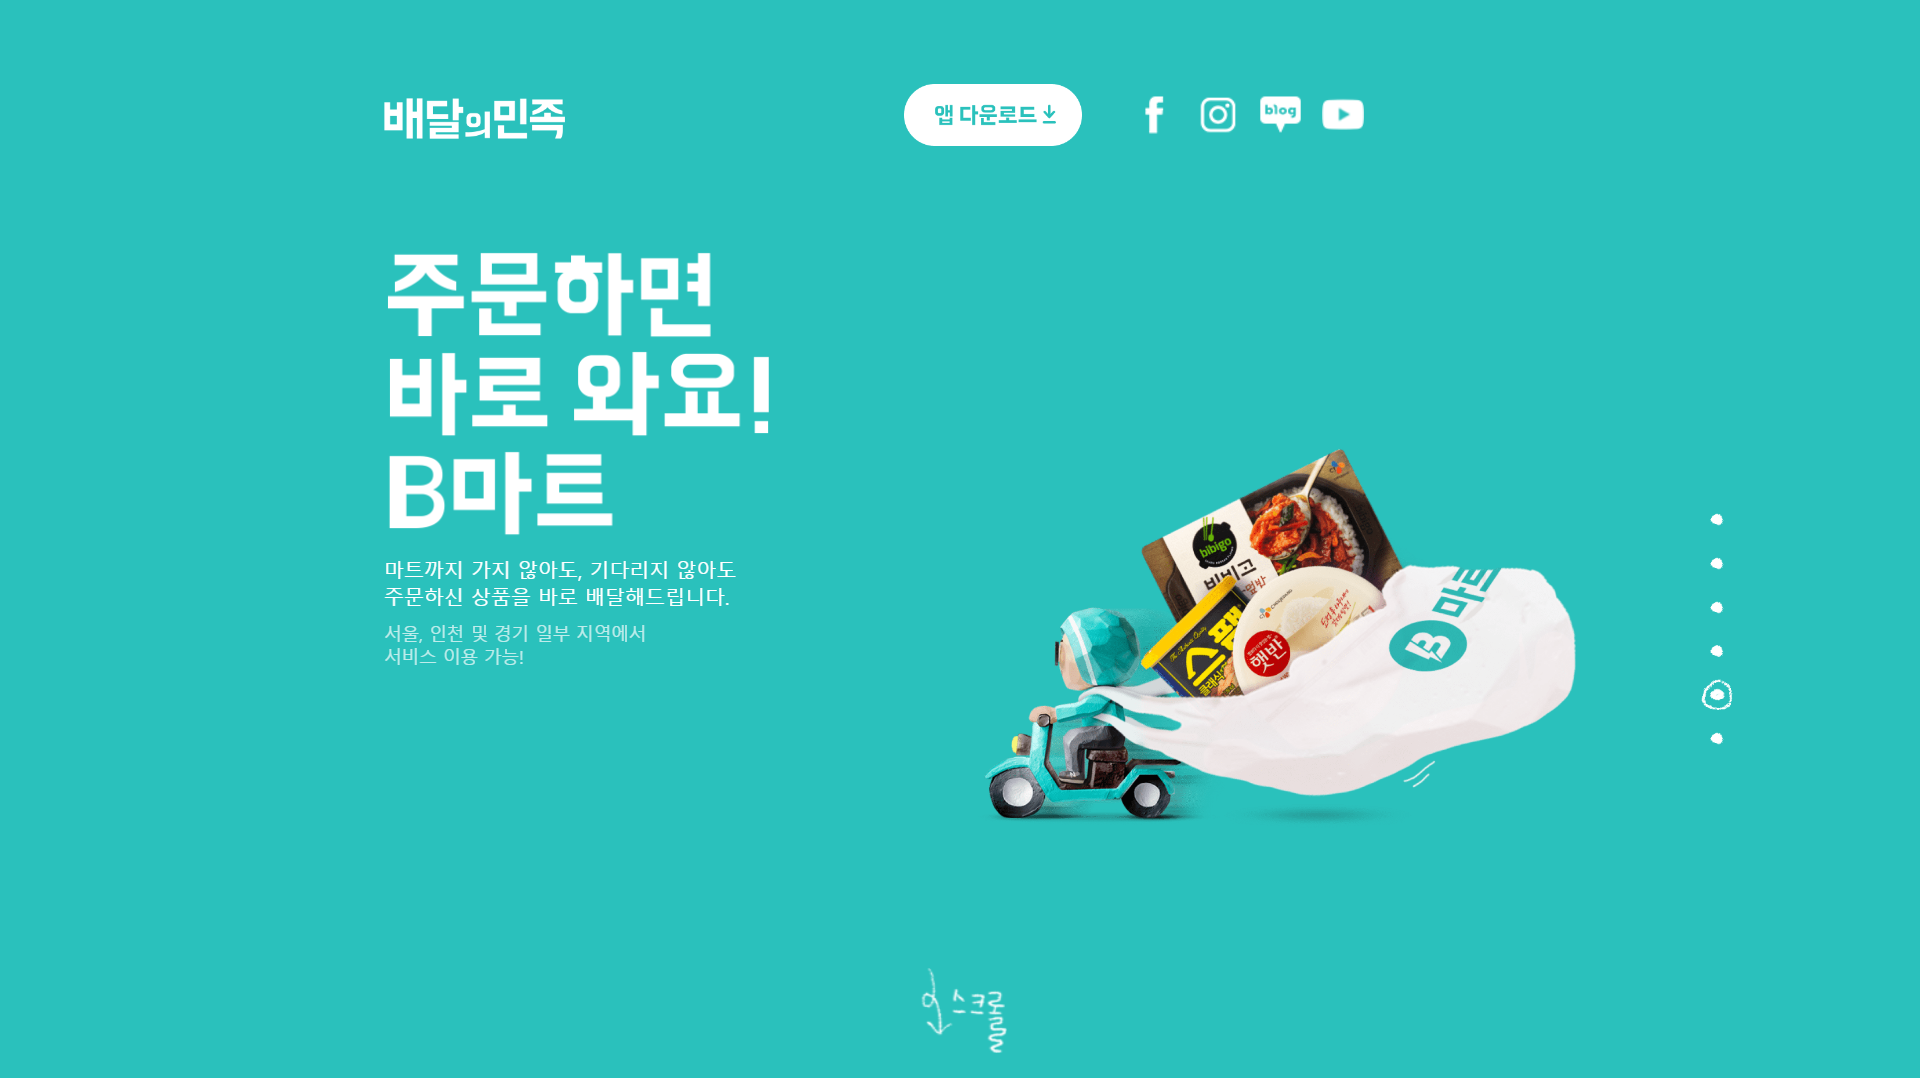 배달의민족
앱 다운로드
blog
주문하면
바로 와요!
B마트
마트까지 가지 않아도, 기다리지 않아도
주문하신 상품을 바로 배달해드립니다.
서울, 인천 및 경기 일부 지역에서
서비스 이용 가능!
bibigo
비비고
스팸
클래식
햇반
B 마트
스크롤